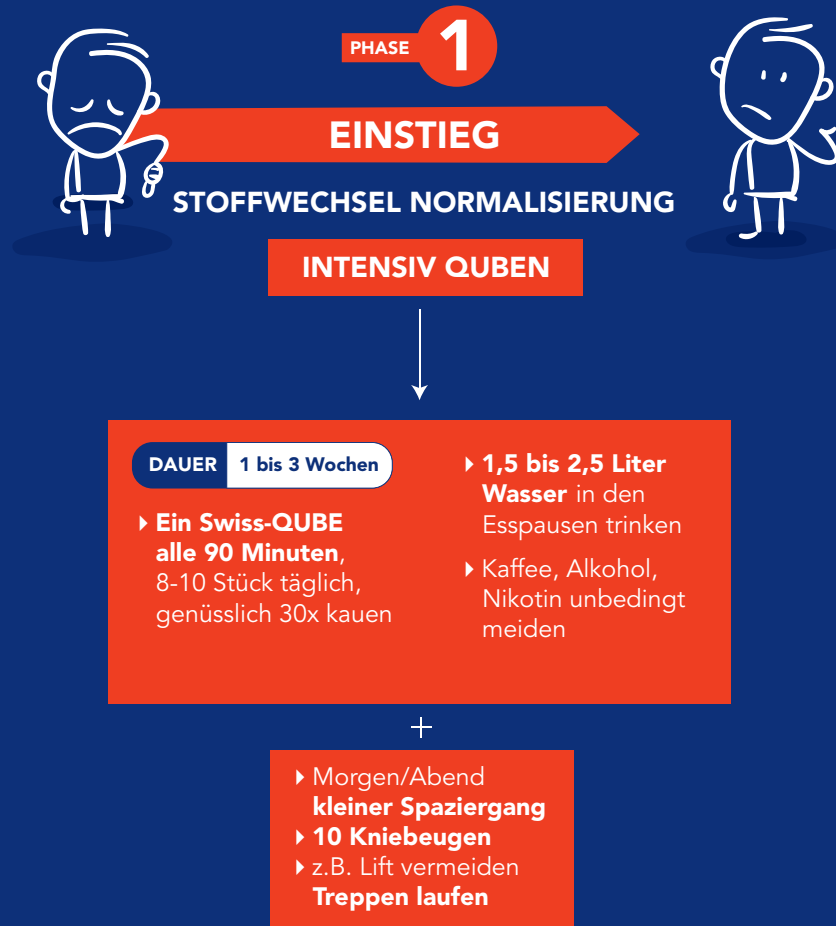 PHASE 1
EINSTIEG
STOFFWECHSEL NORMALISIERUNG
INTENSIV QUBEN
DAUER 1 bis 3 Wochen
Ein Swiss-QUBE
alle 90 Minuten,
8-10 Stück täglich,
genüsslich 30x kauen
1,5 bis 2,5 Liter
Wasser in den
Esspausen trinken
Kaffee, Alkohol,
Nikotin unbedingt
meiden
+
Morgen/Abend
kleiner Spaziergang
10 Kniebeugen
z.B. Lift vermeiden
Treppen laufen